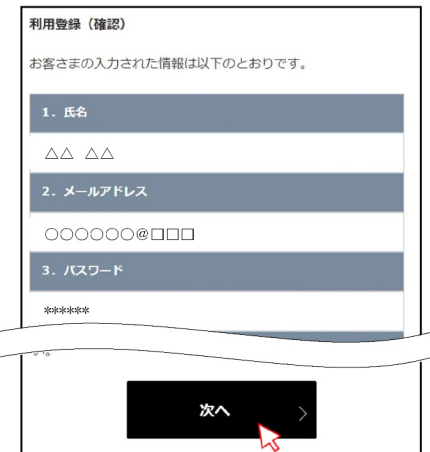 利用登録（確認）
お客さまの入力された情報は以下のとおりです。
1. 氏名
△△ △△
2. メールアドレス
○○○○○○@□□□
3. パスワード
******
次へ